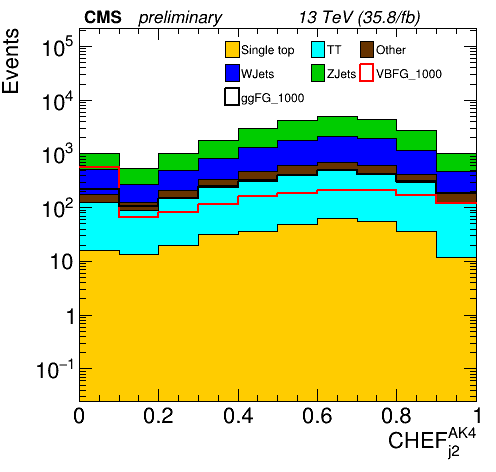 CMS preliminary 13 TeV (35.8/fb)
Events
Single top TT Other
WJets ZJets VBFG_1000
ggFG_1000
10^5
10^4
10^3
10^2
10
1
10^−1
0 0.2 0.4 0.6 0.8 1
CHEF^AK4_j2